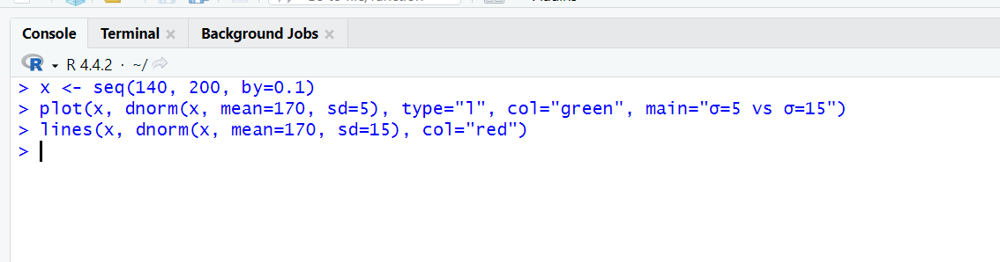 Console Terminal Background Jobs
R R 4.4.2 · ~/
> x <- seq(140, 200, by=0.1)
> plot(x, dnorm(x, mean=170, sd=5), type="l", col="green", main="σ=5 vs σ=15")
> lines(x, dnorm(x, mean=170, sd=15), col="red")
>